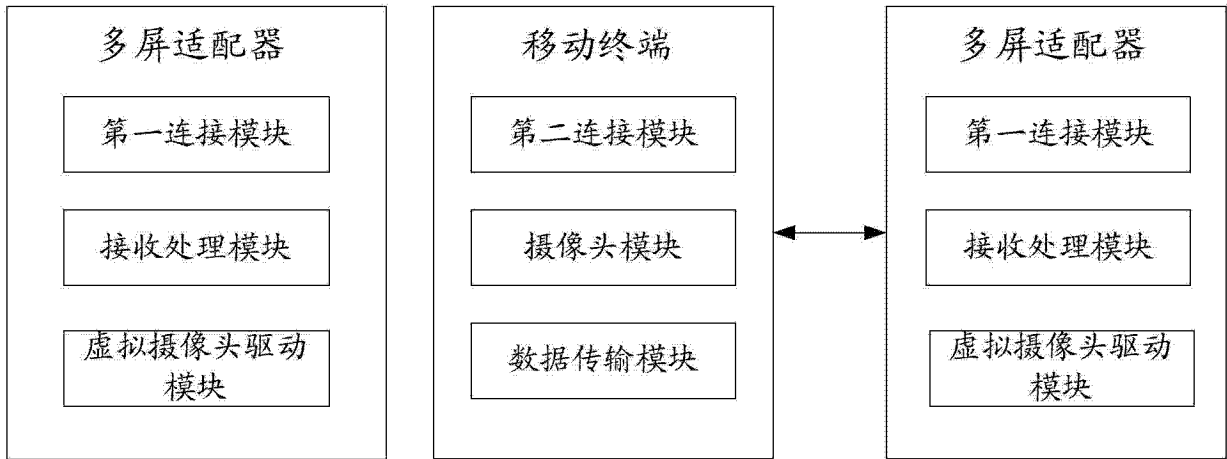 多屏适配器
第一连接模块
接收处理模块
虚拟摄像头驱动
模块
移动终端
第二连接模块
摄像头模块
数据传输模块
多屏适配器
第一连接模块
接收处理模块
虚拟摄像头驱动
模块